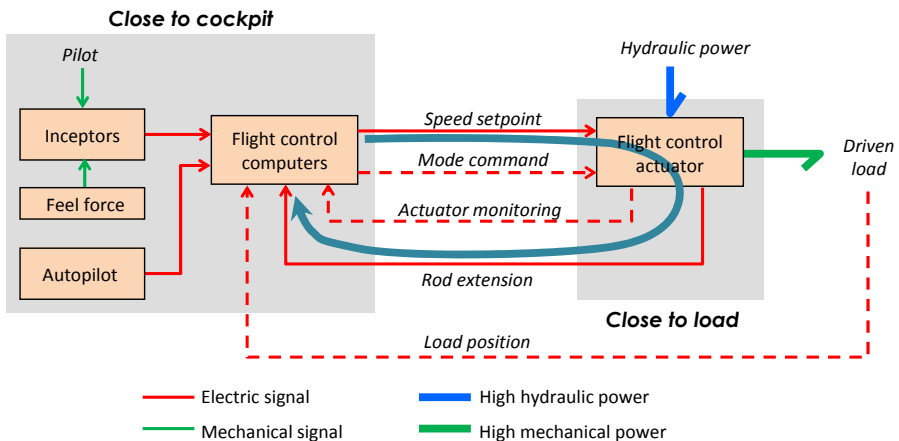 Close to cockpit
Pilot
Hydraulic power
Inceptors
Flight control
computers
Speed setpoint
Flight control
actuator
Driven
load
Mode command
Feel force
Actuator monitoring
Autopilot
Rod extension
Close to load
Load position
Electric signal
High hydraulic power
Mechanical signal
High mechanical power